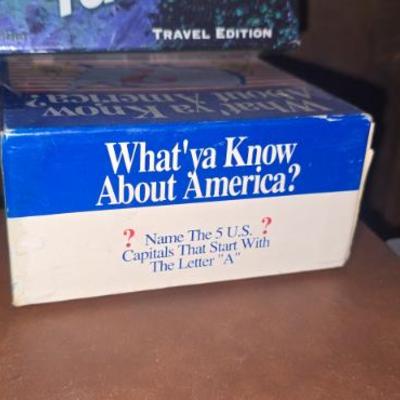 TRAVEL EDITION
What'ya Know
About America?
What'ya Know
About America?
? Name The 5 U.S. ?
Capitals That Start With
The Letter "A"